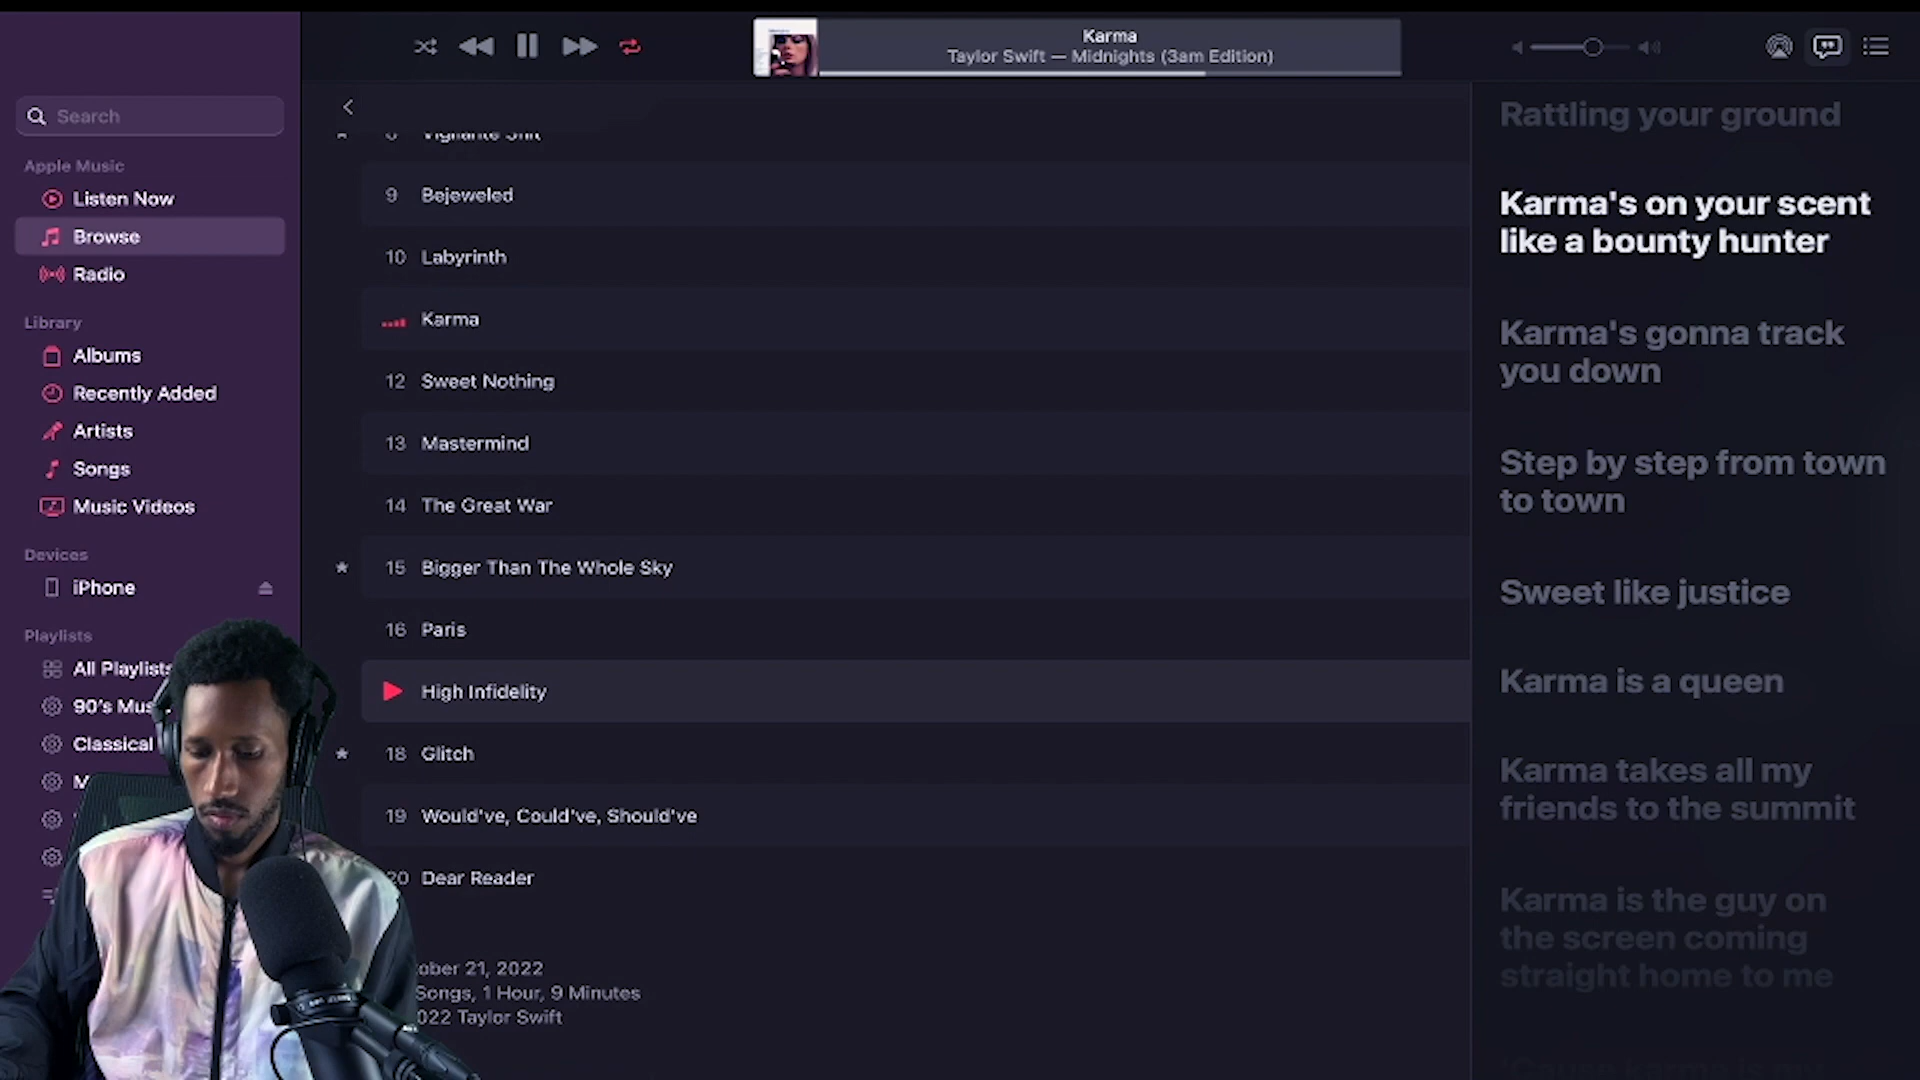 Karma
Taylor Swift — Midnights (3am Edition)
Search
Apple Music
Listen Now
Browse
Radio
Library
Albums
Recently Added
Artists
Songs
Music Videos
Devices
iPhone
Playlists
All Playlists
90's
Classical
9 Bejeweled
10 Labyrinth
Karma
12 Sweet Nothing
13 Mastermind
14 The Great War
★ 15 Bigger Than The Whole Sky
16 Paris
High Infidelity
★ 18 Glitch
19 Would've, Could've, Should've
20 Dear Reader
ober 21, 2022
Songs, 1 Hour, 9 Minutes
022 Taylor Swift
Rattling your ground
Karma's on your scent
like a bounty hunter
Karma's gonna track
you down
Step by step from town
to town
Sweet like justice
Karma is a queen
Karma takes all my
friends to the summit
Karma is the guy on
the screen coming
straight home to me